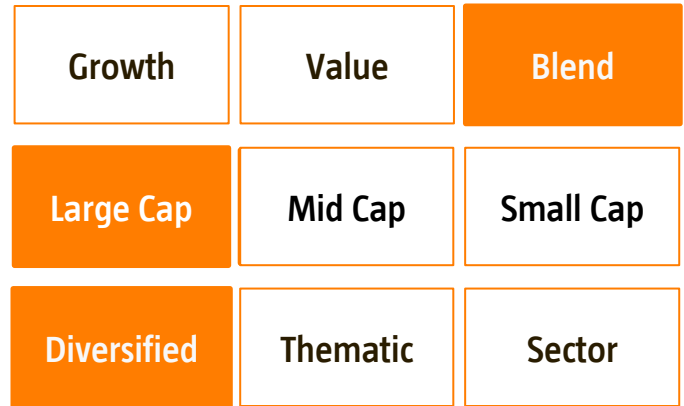 Growth Value Blend
Large Cap Mid Cap Small Cap
Diversified Thematic Sector